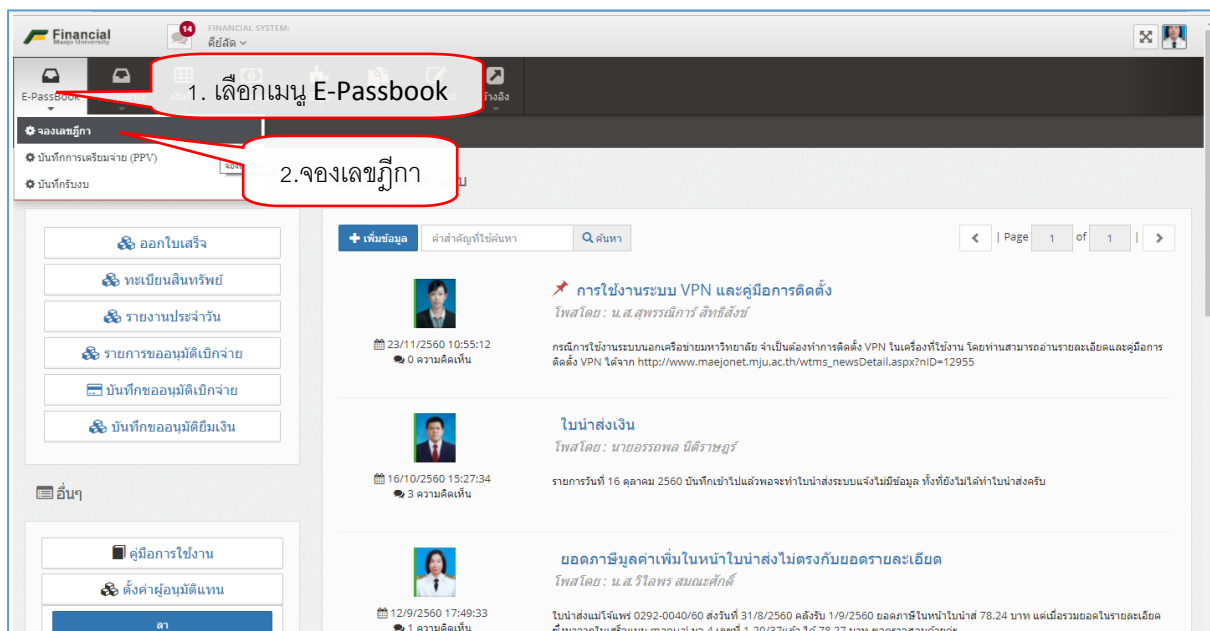 Financial
Maejo University
14
FINANCIAL SYSTEM:
คีย์ลัด
E-PassBook
1. เลือกเมนู E-Passbook
จองเลขฎีกา
บันทึกการเตรียมจ่าย (PPV)
บันทึกรับงบ
2.จองเลขฎีกา
ออกใบเสร็จ
ทะเบียนสินทรัพย์
รายงานประจำวัน
รายการขออนุมัติเบิกจ่าย
บันทึกขออนุมัติเบิกจ่าย
บันทึกขออนุมัติยืมเงิน
อื่นๆ
คู่มือการใช้งาน
ตั้งค่าผู้อนุมัติแทน
ลา
เพิ่มข้อมูล คำสำคัญที่ใช้ค้นหา ค้นหา | Page 1 of 1 |
การใช้งานระบบ VPN และคู่มือการติดตั้ง
โพสโดย : น.ส.สุพรรณิการ์ สิทธิสังข์
23/11/2560 10:55:12
0 ความคิดเห็น
กรณีการใช้งานระบบนอกเครือข่ายมหาวิทยาลัย จำเป็นต้องทำการติดตั้ง VPN ในเครื่องที่ใช้งาน โดยท่านสามารถอ่านรายละเอียดและคู่มือการ
ติดตั้ง VPN ได้จาก http://www.maejonet.mju.ac.th/wtms_newsDetail.aspx?nID=12955
ใบนำส่งเงิน
โพสโดย : นายอรรถพล นิติราษฎร์
16/10/2560 15:27:34
3 ความคิดเห็น
รายการวันที่ 16 ตุลาคม 2560 บันทึกเข้าไปแล้วพอจะทำใบนำส่งระบบแจ้งไม่มีข้อมูล ทั้งที่ยังไม่ได้ทำใบนำส่งครับ
ยอดภาษีมูลค่าเพิ่มในหน้าใบนำส่งไม่ตรงกับยอดรายละเอียด
โพสโดย : น.ส.วิไลพร สมณะศักดิ์
12/9/2560 17:49:33
1 ความคิดเห็น
ใบนำส่งแม่โจ้แพร่ 0292-0040/60 ส่งวันที่ 31/8/2560 คลังรับ 1/9/2560 ยอดภาษีในหน้าใบนำส่ 78.24 บาท แต่เมื่อรวมยอดในรายละเอียด